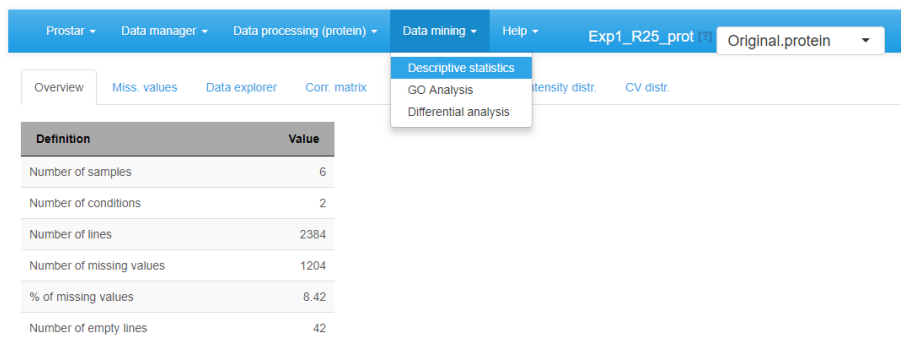 Prostar Data manager Data processing (protein) Data mining Help Exp1_R25_prot [?] Original.protein
Descriptive statistics
GO Analysis
Differential analysis
Overview Miss. values Data explorer Corr. matrix ntensity distr. CV distr.
Definition Value
Number of samples 6
Number of conditions 2
Number of lines 2384
Number of missing values 1204
% of missing values 8.42
Number of empty lines 42